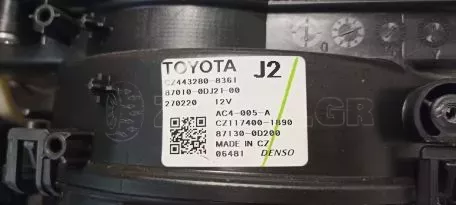 TOYOTA J2
CZ443280-8361
87010-0DJ21-00
270220 12V
AC4-005-A
CZ117400-1890
87130-0D200
MADE IN CZ
06481 DENSO
.GR